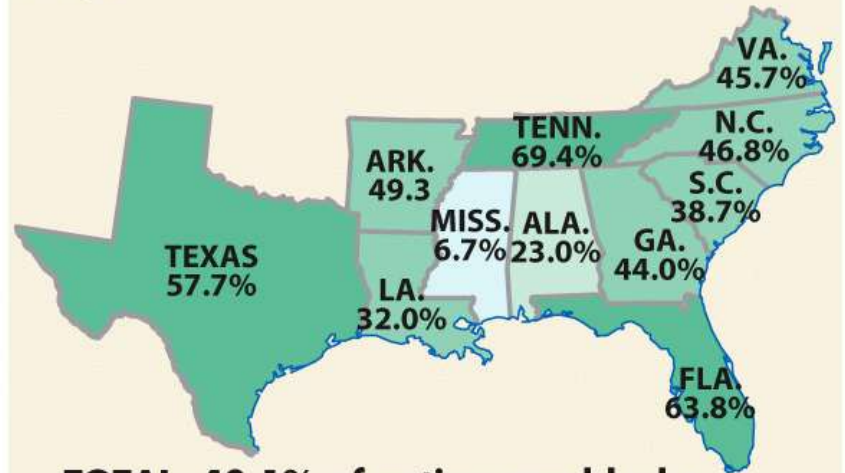 VA.
45.7%
TENN.
69.4%
N.C.
46.8%
ARK.
49.3
S.C.
38.7%
MISS.
6.7%
ALA.
23.0%
GA.
44.0%
TEXAS
57.7%
LA.
32.0%
FLA.
63.8%